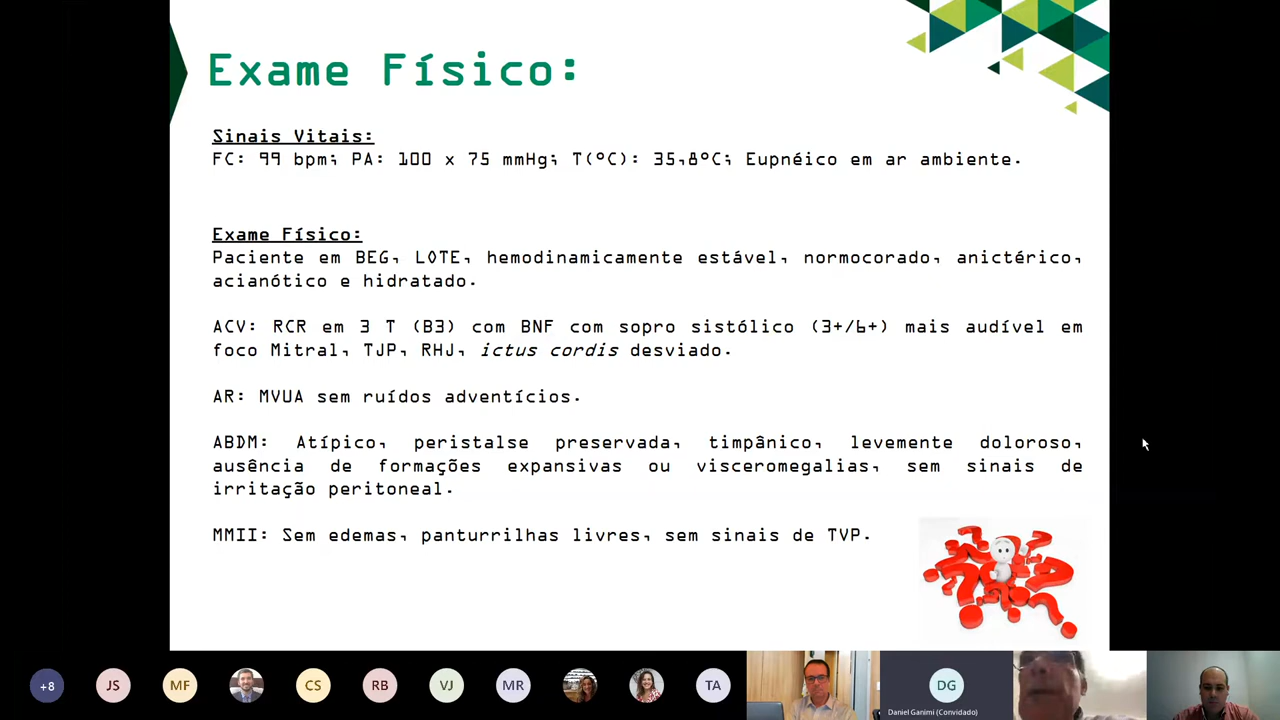 Exame Físico:
Sinais Vitais:
FC: 99 bpm; PA: 100 x 75 mmHg; T(ºC): 35,8ºC; Eupnéico em ar ambiente.
Exame Físico:
Paciente em BEG, LOTE, hemodinamicamente estável, normocorado, anictérico,
acianótico e hidratado.
ACV: RCR em 3 T (B3) com BNF com sopro sistólico (3+/6+) mais audível em
foco Mitral, TJP, RHJ, ictus cordis desviado.
AR: MVUA sem ruídos adventícios.
ABDM: Atípico, peristalse preservada, timpânico, levemente doloroso,
ausência de formações expansivas ou visceromegalias, sem sinais de
irritação peritoneal.
MMII: Sem edemas, panturrilhas livres, sem sinais de TVP.
+8 JS MF CS RB VJ MR TA DG
Daniel Ganimi (Convidado)